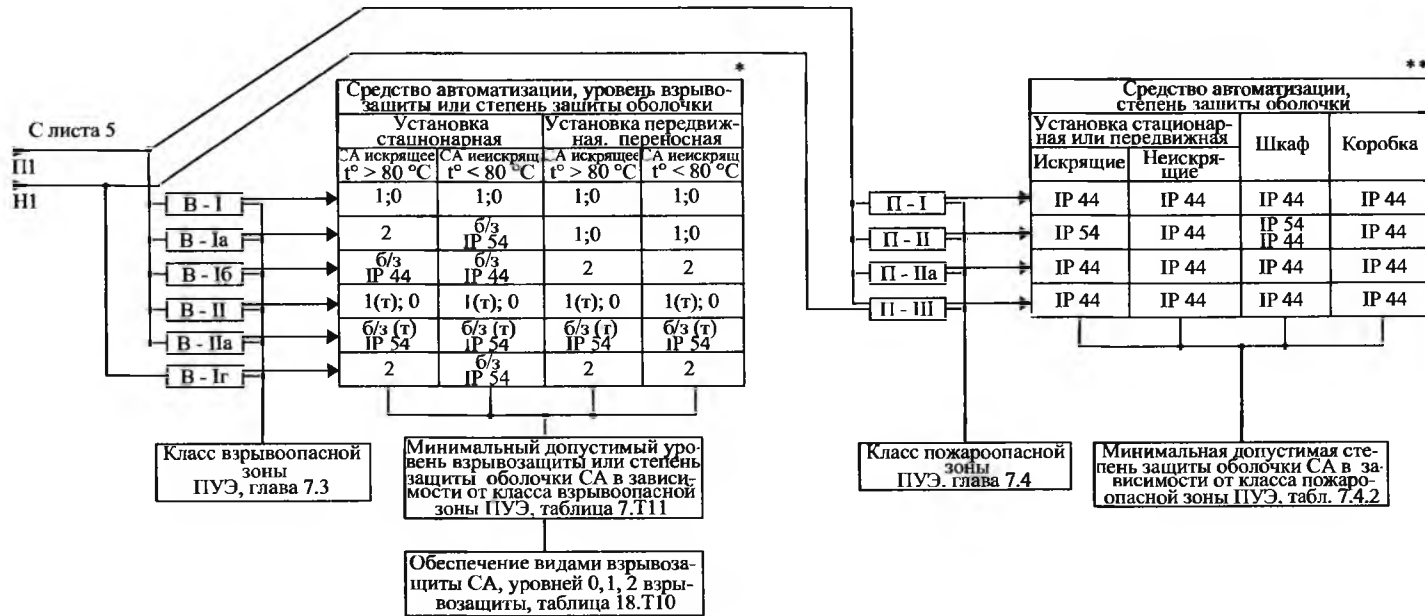 С листа 5
П1
Н1
*
Средство автоматизации, уровень взрыво-
защиты или степень защиты оболочки
Установка
стационарная
Установка передвиж-
ная. переносная
СА искрящее
t° > 80 °C
СА неискрящ
t° < 80 °C
СА искрящее
t° > 80 °C
СА неискрящ
t° < 80 °C
В - I
1;0
1;0
1;0
1;0
В - Iа
2
б/з
IP 54
1;0
1;0
В - Iб
б/з
IP 44
б/з
IP 44
2
2
В - II
1(т); 0
1(т); 0
1(т); 0
1(т); 0
В - IIа
б/з (т)
IP 54
б/з (т)
IP 54
б/з (т)
IP 54
б/з (т)
IP 54
В - Iг
2
б/з
IP 54
2
2
Класс взрывоопасной
зоны
ПУЭ, глава 7.3
Минимальный допустимый уро-
вень взрывозащиты или степень
защиты оболочки СА в зависи-
мости от класса взрывоопасной
зоны ПУЭ, таблица 7.Т11
Обеспечение видами взрывоза-
щиты СА, уровней 0, 1, 2 взры-
возащиты, таблица 18.Т10
**
Средство автоматизации,
степень защиты оболочки
Установка стационар-
ная или передвижная
Шкаф
Коробка
Искрящие
Неискря-
щие
П - I
IP 44
IP 44
IP 44
IP 44
П - II
IP 54
IP 44
IP 54
IP 44
IP 44
П - IIа
IP 44
IP 44
IP 44
IP 44
П - III
IP 44
IP 44
IP 44
IP 44
Класс пожароопасной
зоны
ПУЭ. глава 7.4
Минимальная допустимая сте-
пень защиты оболочки СА в за-
висимости от класса пожаро-
опасной зоны ПУЭ. табл. 7.4.2